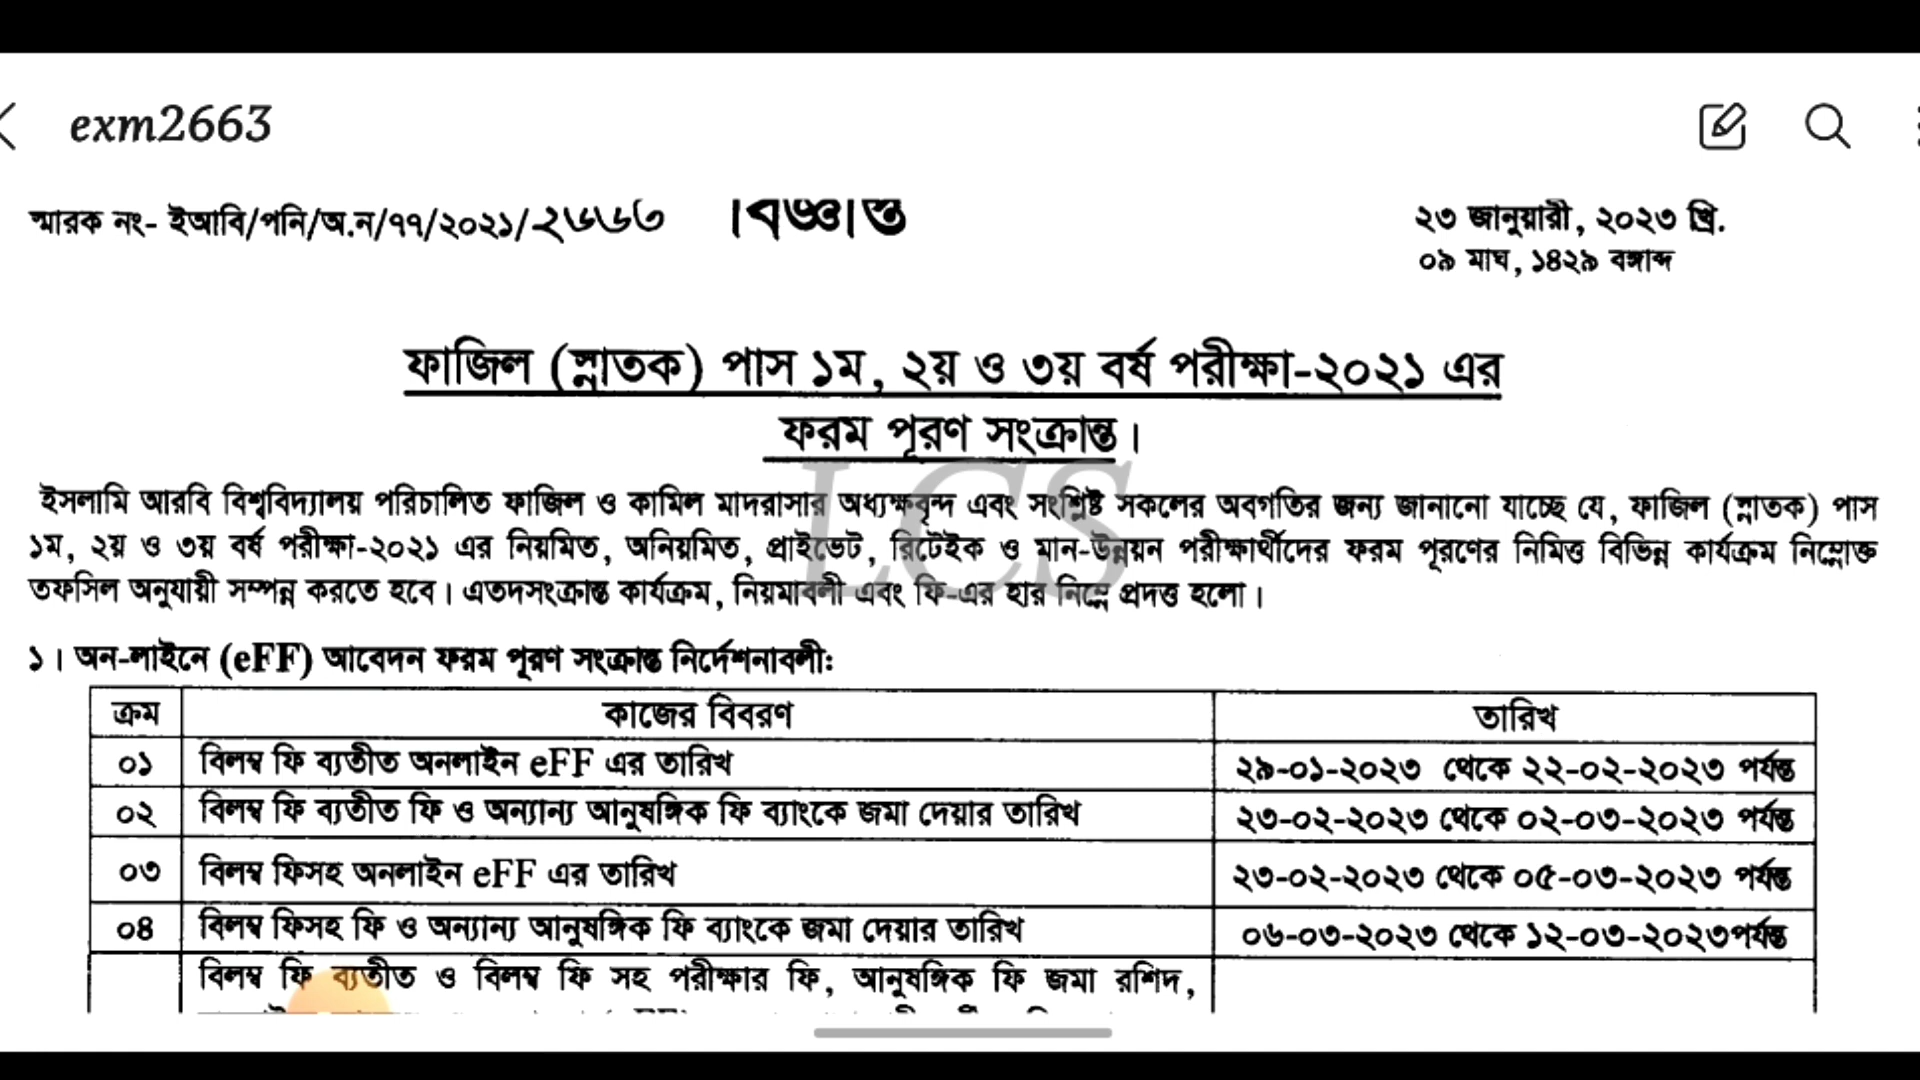 exm2663
স্মারক নং- ইআবি/পনি/অ.ন/৭৭/২০২১/২৬৬৩ বিজ্ঞপ্তি ২৩ জানুয়ারী, ২০২৩ খ্রি.
০৯ মাঘ, ১৪২৯ বঙ্গাব্দ
ফাজিল (স্নাতক) পাস ১ম, ২য় ও ৩য় বর্ষ পরীক্ষা-২০২১ এর
ফরম পূরণ সংক্রান্ত।
LCS
ইসলামি আরবি বিশ্ববিদ্যালয় পরিচালিত ফাজিল ও কামিল মাদরাসার অধ্যক্ষবৃন্দ এবং সংশ্লিষ্ট সকলের অবগতির জন্য জানানো যাচ্ছে যে, ফাজিল (স্নাতক) পাস
১ম, ২য় ও ৩য় বর্ষ পরীক্ষা-২০২১ এর নিয়মিত, অনিয়মিত, প্রাইভেট, রিটেইক ও মান-উন্নয়ন পরীক্ষার্থীদের ফরম পূরণের নিমিত্ত বিভিন্ন কার্যক্রম নিম্নোক্ত
তফসিল অনুযায়ী সম্পন্ন করতে হবে। এতদসংক্রান্ত কার্যক্রম, নিয়মাবলী এবং ফি-এর হার নিম্নে প্রদত্ত হলো।
১। অন-লাইনে (eFF) আবেদন ফরম পূরণ সংক্রান্ত নির্দেশনাবলী:
ক্রম কাজের বিবরণ তারিখ
০১ বিলম্ব ফি ব্যতীত অনলাইন eFF এর তারিখ ২৯-০১-২০২৩ থেকে ২২-০২-২০২৩ পর্যন্ত
০২ বিলম্ব ফি ব্যতীত ফি ও অন্যান্য আনুষঙ্গিক ফি ব্যাংকে জমা দেয়ার তারিখ ২৩-০২-২০২৩ থেকে ০২-০৩-২০২৩ পর্যন্ত
০৩ বিলম্ব ফিসহ অনলাইন eFF এর তারিখ ২৩-০২-২০২৩ থেকে ০৫-০৩-২০২৩ পর্যন্ত
০৪ বিলম্ব ফিসহ ফি ও অন্যান্য আনুষঙ্গিক ফি ব্যাংকে জমা দেয়ার তারিখ ০৬-০৩-২০২৩ থেকে ১২-০৩-২০২৩পর্যন্ত
বিলম্ব ফি ব্যতীত ও বিলম্ব ফি সহ পরীক্ষার ফি, আনুষঙ্গিক ফি জমা রশিদ,